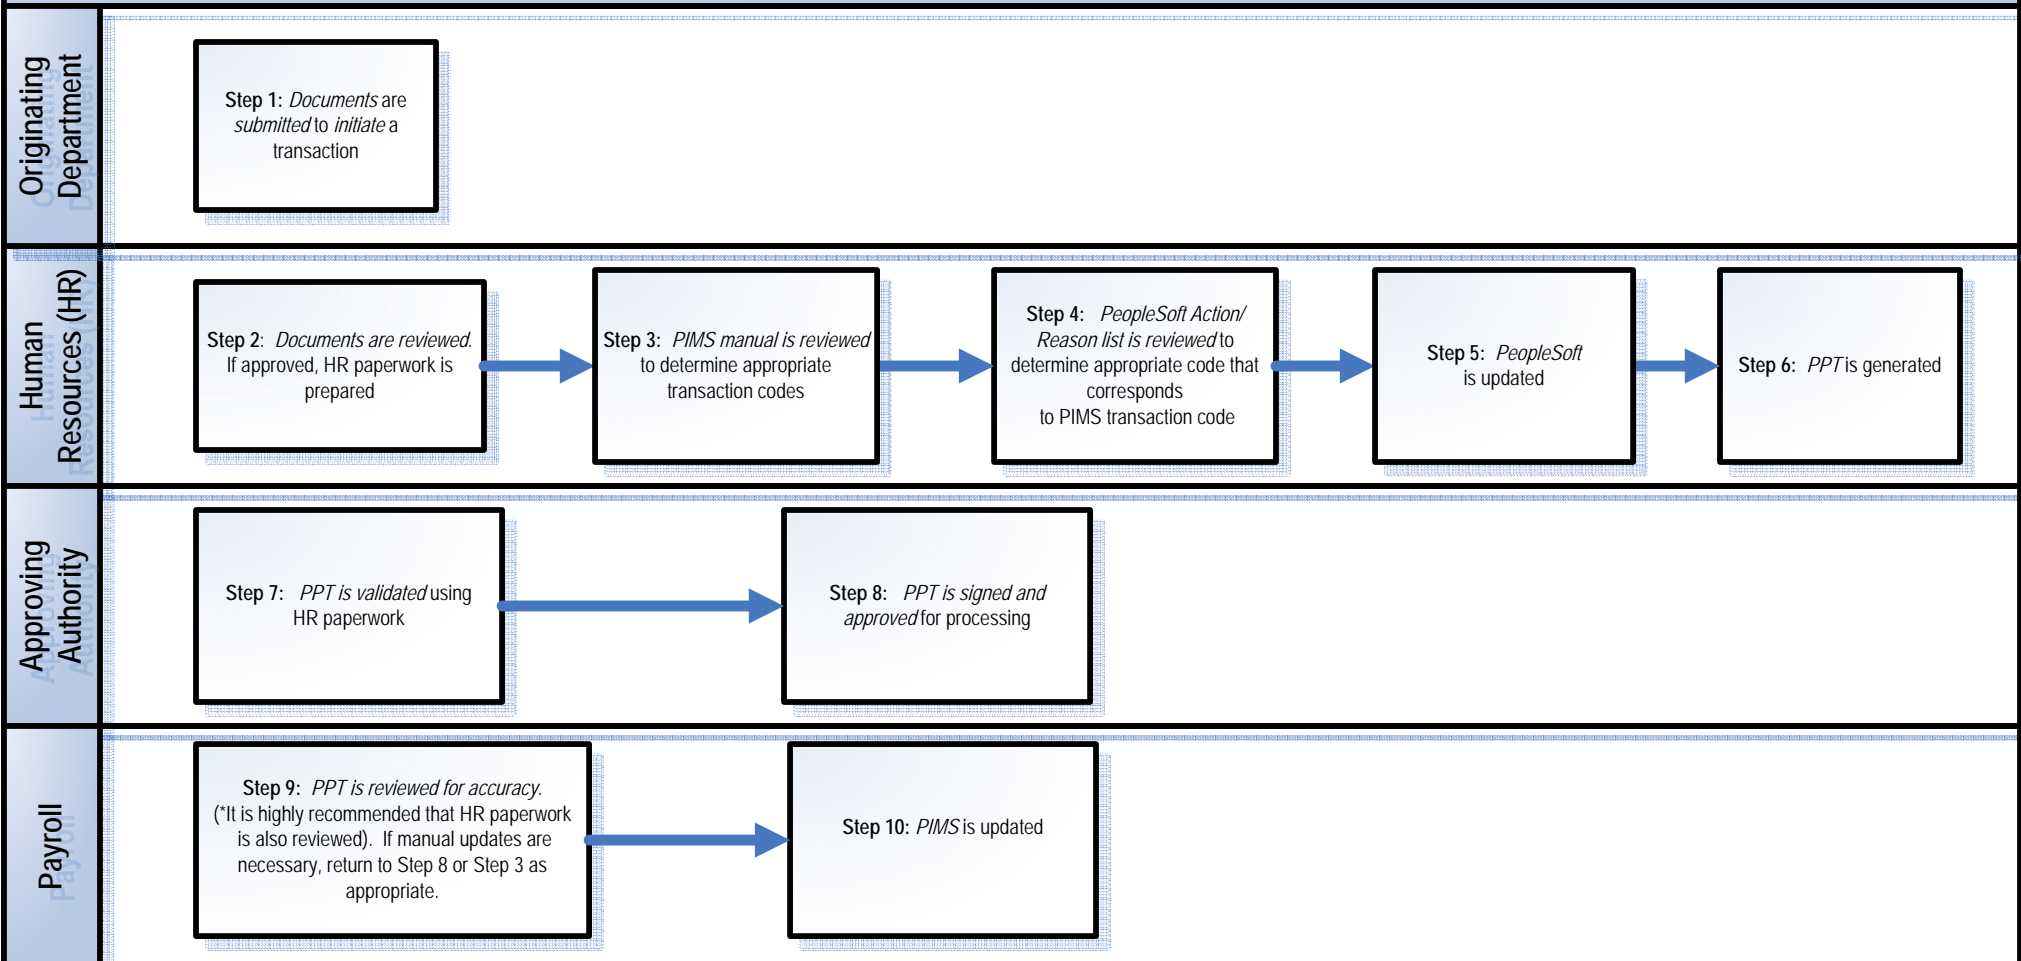 Originating
Department
Step 1: Documents are
submitted to initiate a
transaction
Human
Resources (HR)
Step 2: Documents are reviewed.
If approved, HR paperwork is
prepared
Step 3: PIMS manual is reviewed
to determine appropriate
transaction codes
Step 4: PeopleSoft Action/
Reason list is reviewed to
determine appropriate code that
corresponds
to PIMS transaction code
Step 5: PeopleSoft
is updated
Step 6: PPT is generated
Approving
Authority
Step 7: PPT is validated using
HR paperwork
Step 8: PPT is signed and
approved for processing
Payroll
Step 9: PPT is reviewed for accuracy.
(*It is highly recommended that HR paperwork
is also reviewed). If manual updates are
necessary, return to Step 8 or Step 3 as
appropriate.
Step 10: PIMS is updated